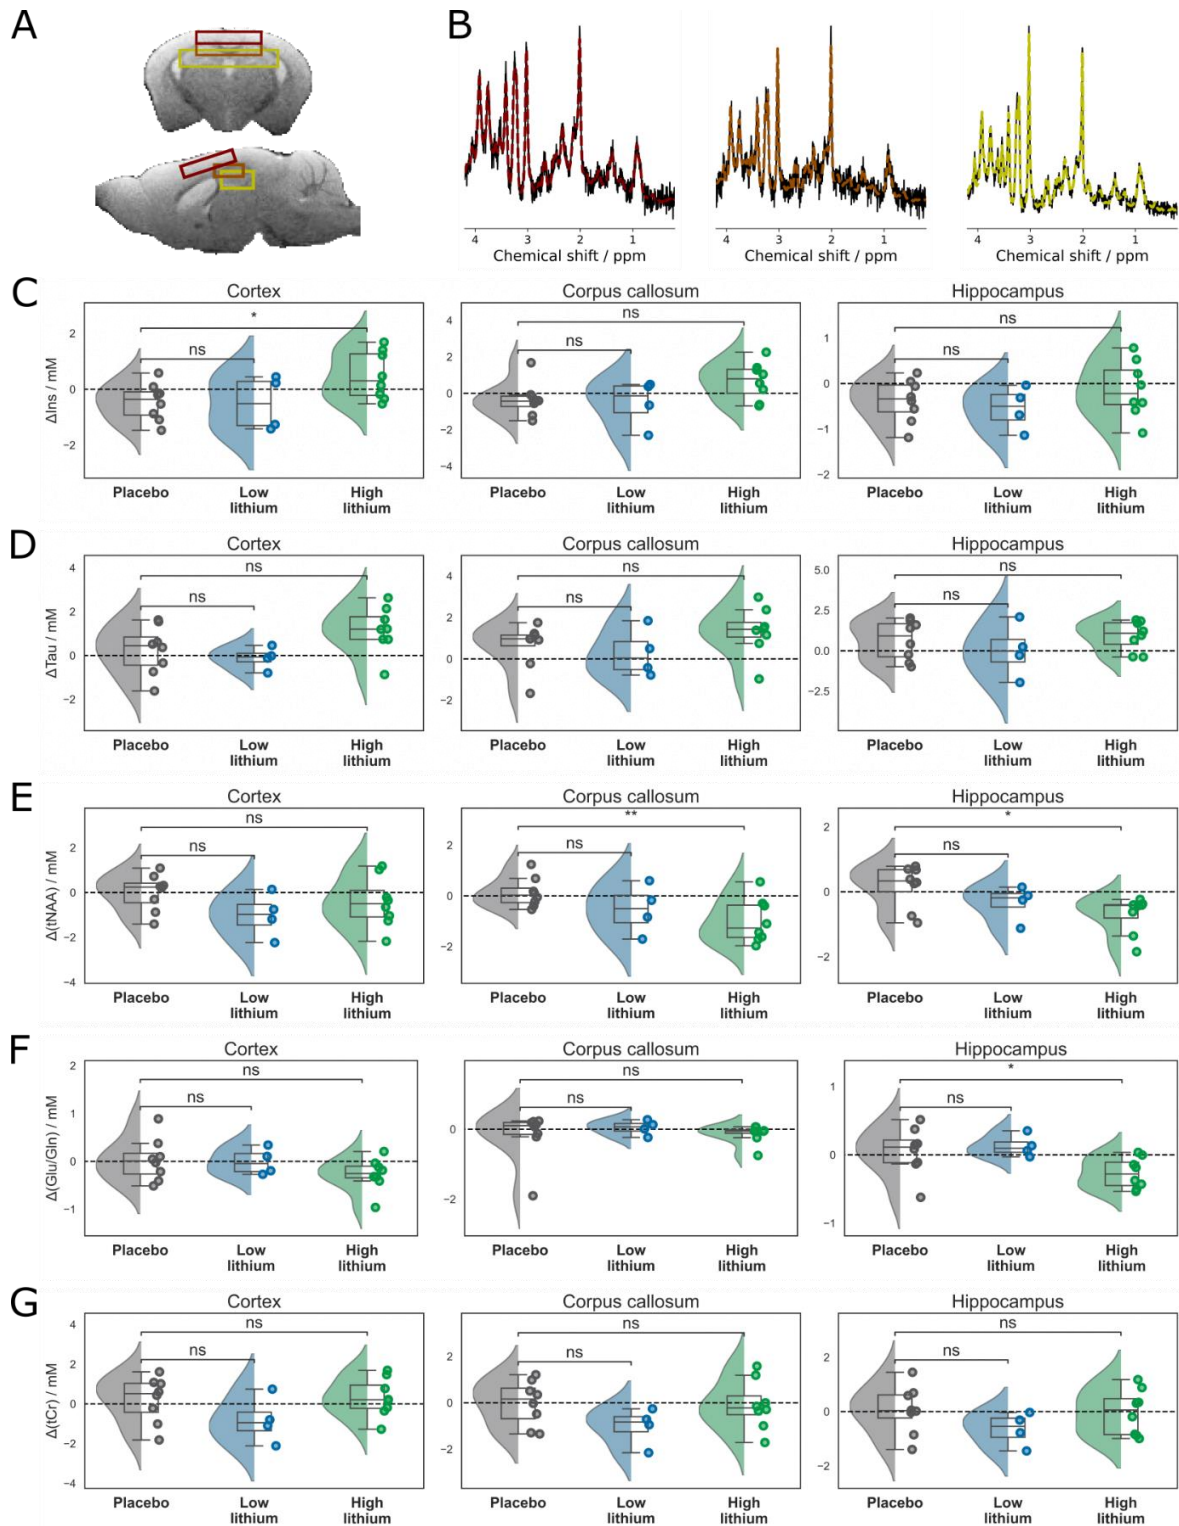 A
B
4 3 2 1
Chemical shift / ppm
4 3 2 1
Chemical shift / ppm
4 3 2 1
Chemical shift / ppm
C
Cortex
ΔIns / mM
2
0
−2
ns
*
Placebo
Low lithium
High lithium
Corpus callosum
4
2
0
−2
−4
ns
ns
Placebo
Low lithium
High lithium
Hippocampus
1
0
−1
−2
ns
ns
Placebo
Low lithium
High lithium
D
Cortex
ΔTau / mM
4
2
0
−2
ns
ns
Placebo
Low lithium
High lithium
Corpus callosum
4
2
0
−2
ns
ns
Placebo
Low lithium
High lithium
Hippocampus
5.0
2.5
0.0
−2.5
ns
ns
Placebo
Low lithium
High lithium
E
Cortex
Δ(tNAA) / mM
2
0
−2
−4
ns
ns
Placebo
Low lithium
High lithium
Corpus callosum
2
0
−2
ns
**
Placebo
Low lithium
High lithium
Hippocampus
2
0
−2
ns
*
Placebo
Low lithium
High lithium
F
Cortex
Δ(Glu/Gln) / mM
2
1
0
−1
ns
ns
Placebo
Low lithium
High lithium
Corpus callosum
0
−2
ns
ns
Placebo
Low lithium
High lithium
Hippocampus
1
0
−1
ns
*
Placebo
Low lithium
High lithium
G
Cortex
Δ(tCr) / mM
4
2
0
−2
−4
ns
ns
Placebo
Low lithium
High lithium
Corpus callosum
2
0
−2
ns
ns
Placebo
Low lithium
High lithium
Hippocampus
2
0
−2
ns
ns
Placebo
Low lithium
High lithium